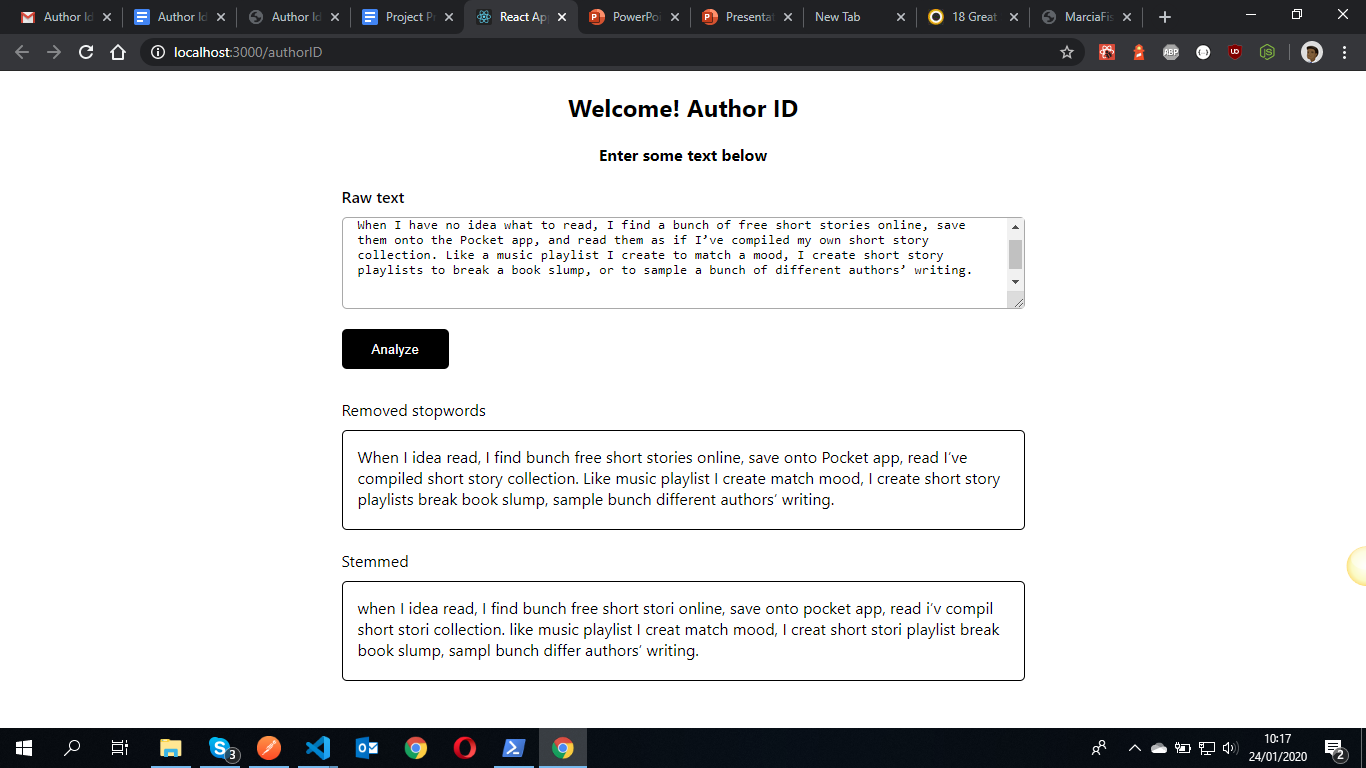 Author Id
Author Id
Author Id
Project Pr
React App
PowerPoi
Presentat
New Tab
18 Great
MarciaFis
localhost:3000/authorID
ABP
Welcome! Author ID
Enter some text below
Raw text
When I have no idea what to read, I find a bunch of free short stories online, save
them onto the Pocket app, and read them as if I’ve compiled my own short story
collection. Like a music playlist I create to match a mood, I create short story
playlists to break a book slump, or to sample a bunch of different authors’ writing.
Analyze
Removed stopwords
When I idea read, I find bunch free short stories online, save onto Pocket app, read I’ve
compiled short story collection. Like music playlist I create match mood, I create short story
playlists break book slump, sample bunch different authors’ writing.
Stemmed
when I idea read, I find bunch free short stori online, save onto pocket app, read i’v compil
short stori collection. like music playlist I creat match mood, I creat short stori playlist break
book slump, sampl bunch differ authors’ writing.
3
10:17
24/01/2020
2